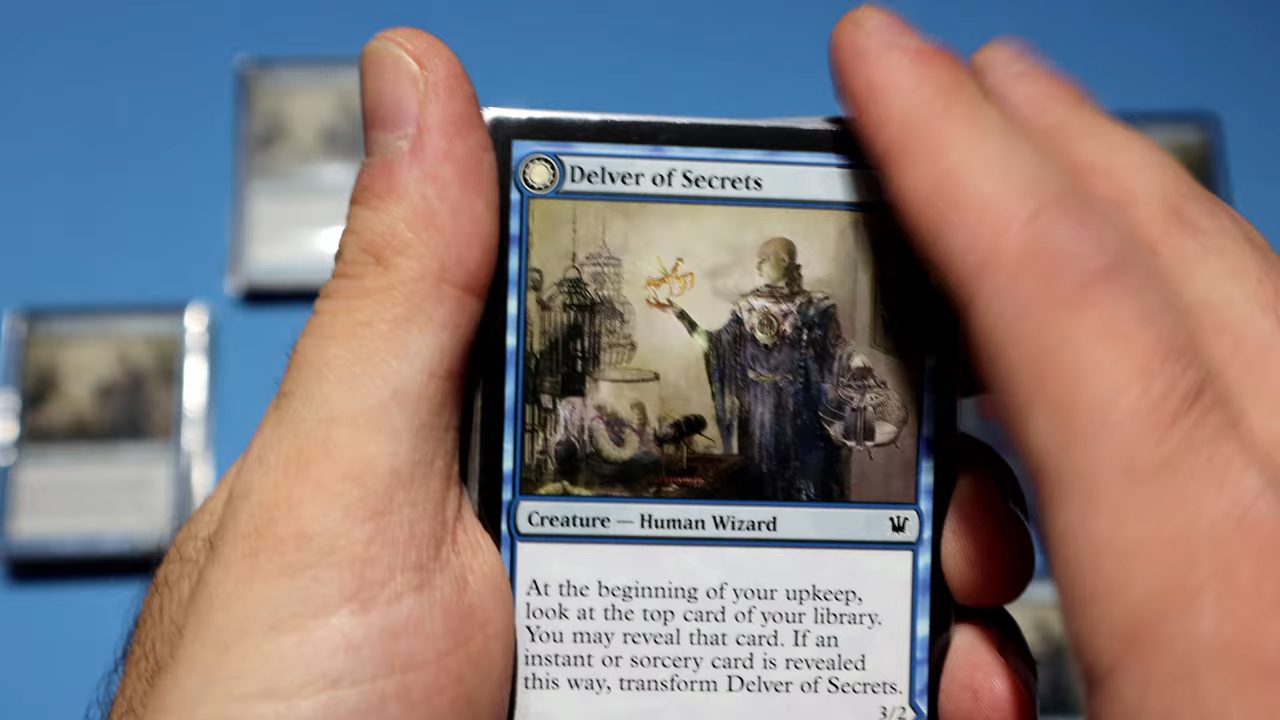 Delver of Secrets
Creature — Human Wizard
At the beginning of your upkeep,
look at the top card of your library.
You may reveal that card. If an
instant or sorcery card is revealed
this way, transform Delver of Secrets.
3/2